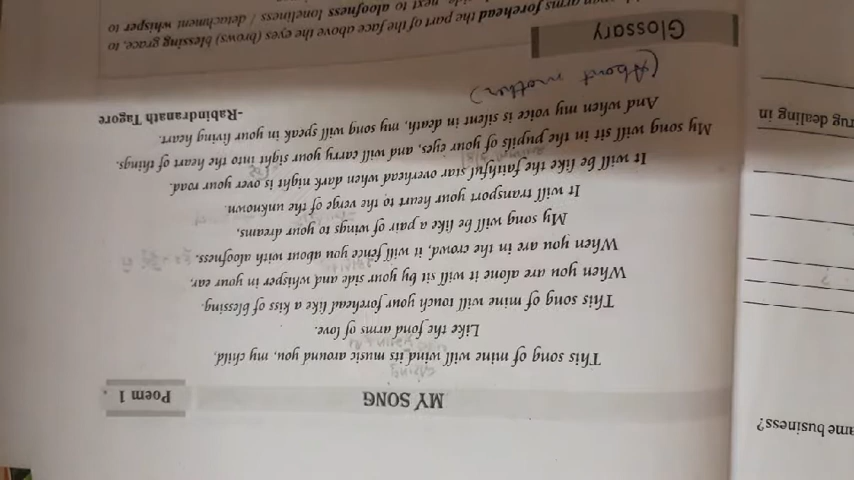 MY SONG
Poem 1
This song of mine will wind its music around you, my child,
Like the fond arms of love.
This song of mine will touch your forehead like a kiss of blessing.
When you are alone it will sit by your side and whisper in your ear,
When you are in the crowd, it will fence you about with aloofness.
My song will be like a pair of wings to your dreams,
It will transport your heart to the verge of the unknown.
It will be like the faithful star overhead when dark night is over your road.
My song will sit in the pupils of your eyes, and will carry your sight into the heart of things.
And when my voice is silent in death, my song will speak in your living heart.
-Rabindranath Tagore
(About mother)
Glossary
arms forehead the part of the face above the eyes (brows) blessing grace, to
next to aloofness loneliness / detachment whisper to
ame business?
rug dealing in